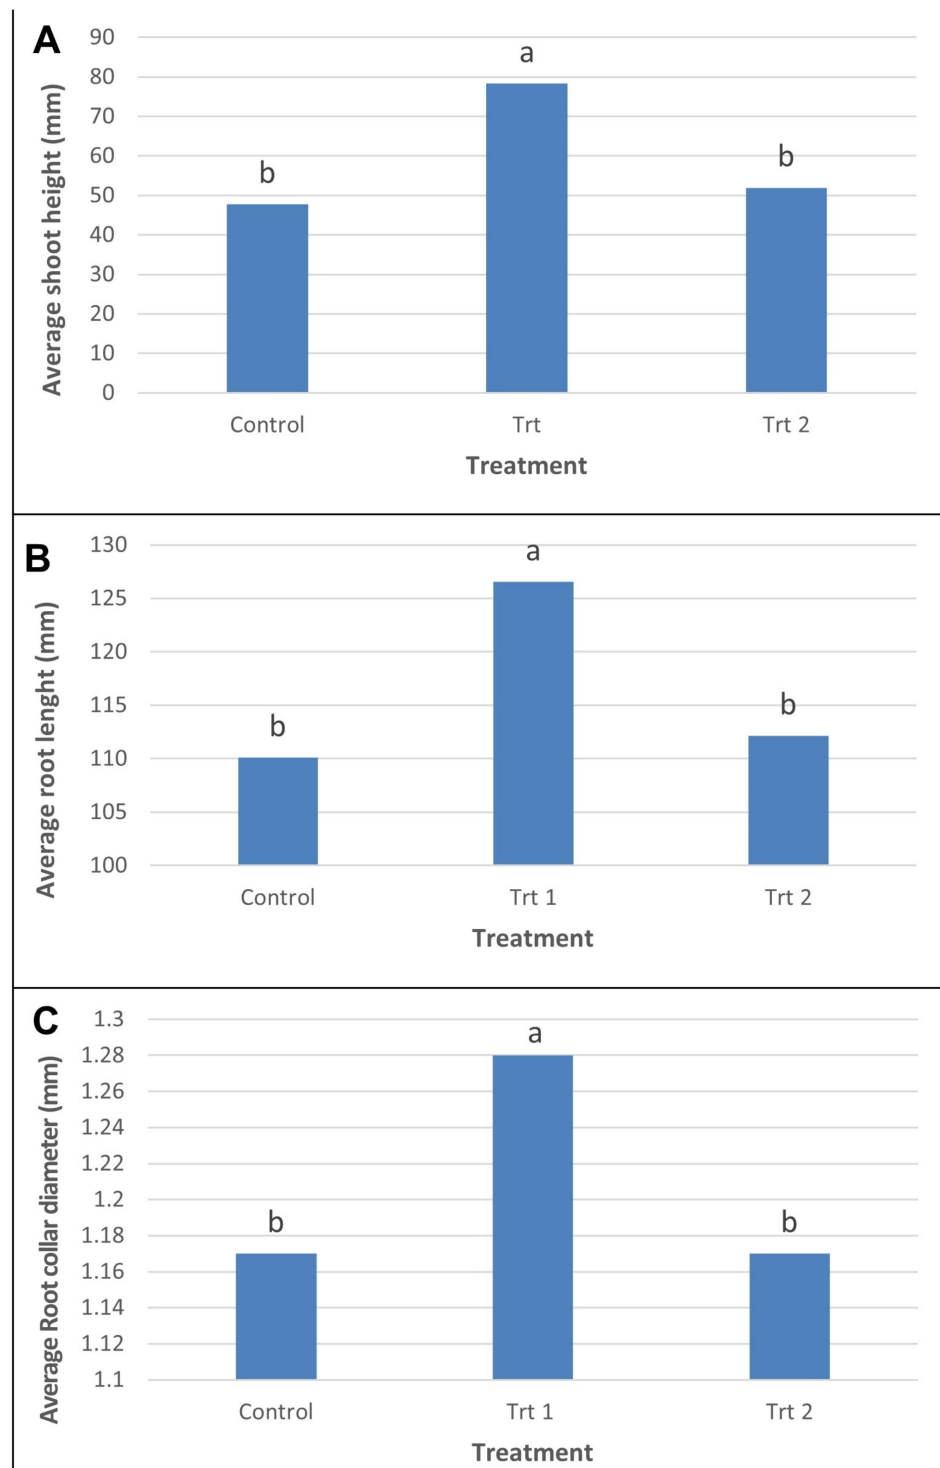 A
Average shoot height (mm)
90
80
70
60
50
40
30
20
10
0
b
a
b
Control
Trt
Trt 2
Treatment
B
Average root lenght (mm)
130
125
120
115
110
105
100
b
a
b
Control
Trt 1
Trt 2
Treatment
C
Average Root collar diameter (mm)
1.3
1.28
1.26
1.24
1.22
1.2
1.18
1.16
1.14
1.12
1.1
b
a
b
Control
Trt 1
Trt 2
Treatment